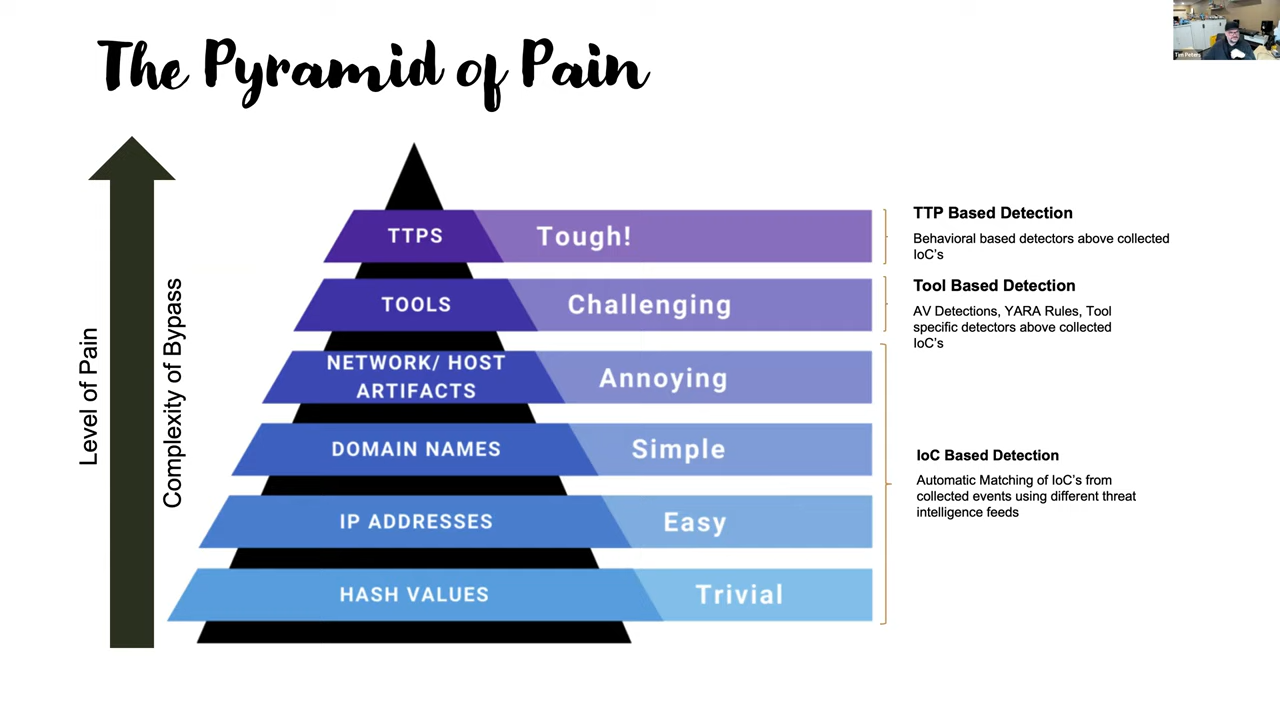 The Pyramid of Pain
Tim Peters
Level of Pain
Complexity of Bypass
TTPS
Tough!
TOOLS
Challenging
NETWORK/ HOST
ARTIFACTS
Annoying
DOMAIN NAMES
Simple
IP ADDRESSES
Easy
HASH VALUES
Trivial
TTP Based Detection
Behavioral based detectors above collected
IoC's
Tool Based Detection
AV Detections, YARA Rules, Tool
specific detectors above collected
IoC's
IoC Based Detection
Automatic Matching of IoC's from
collected events using different threat
intelligence feeds